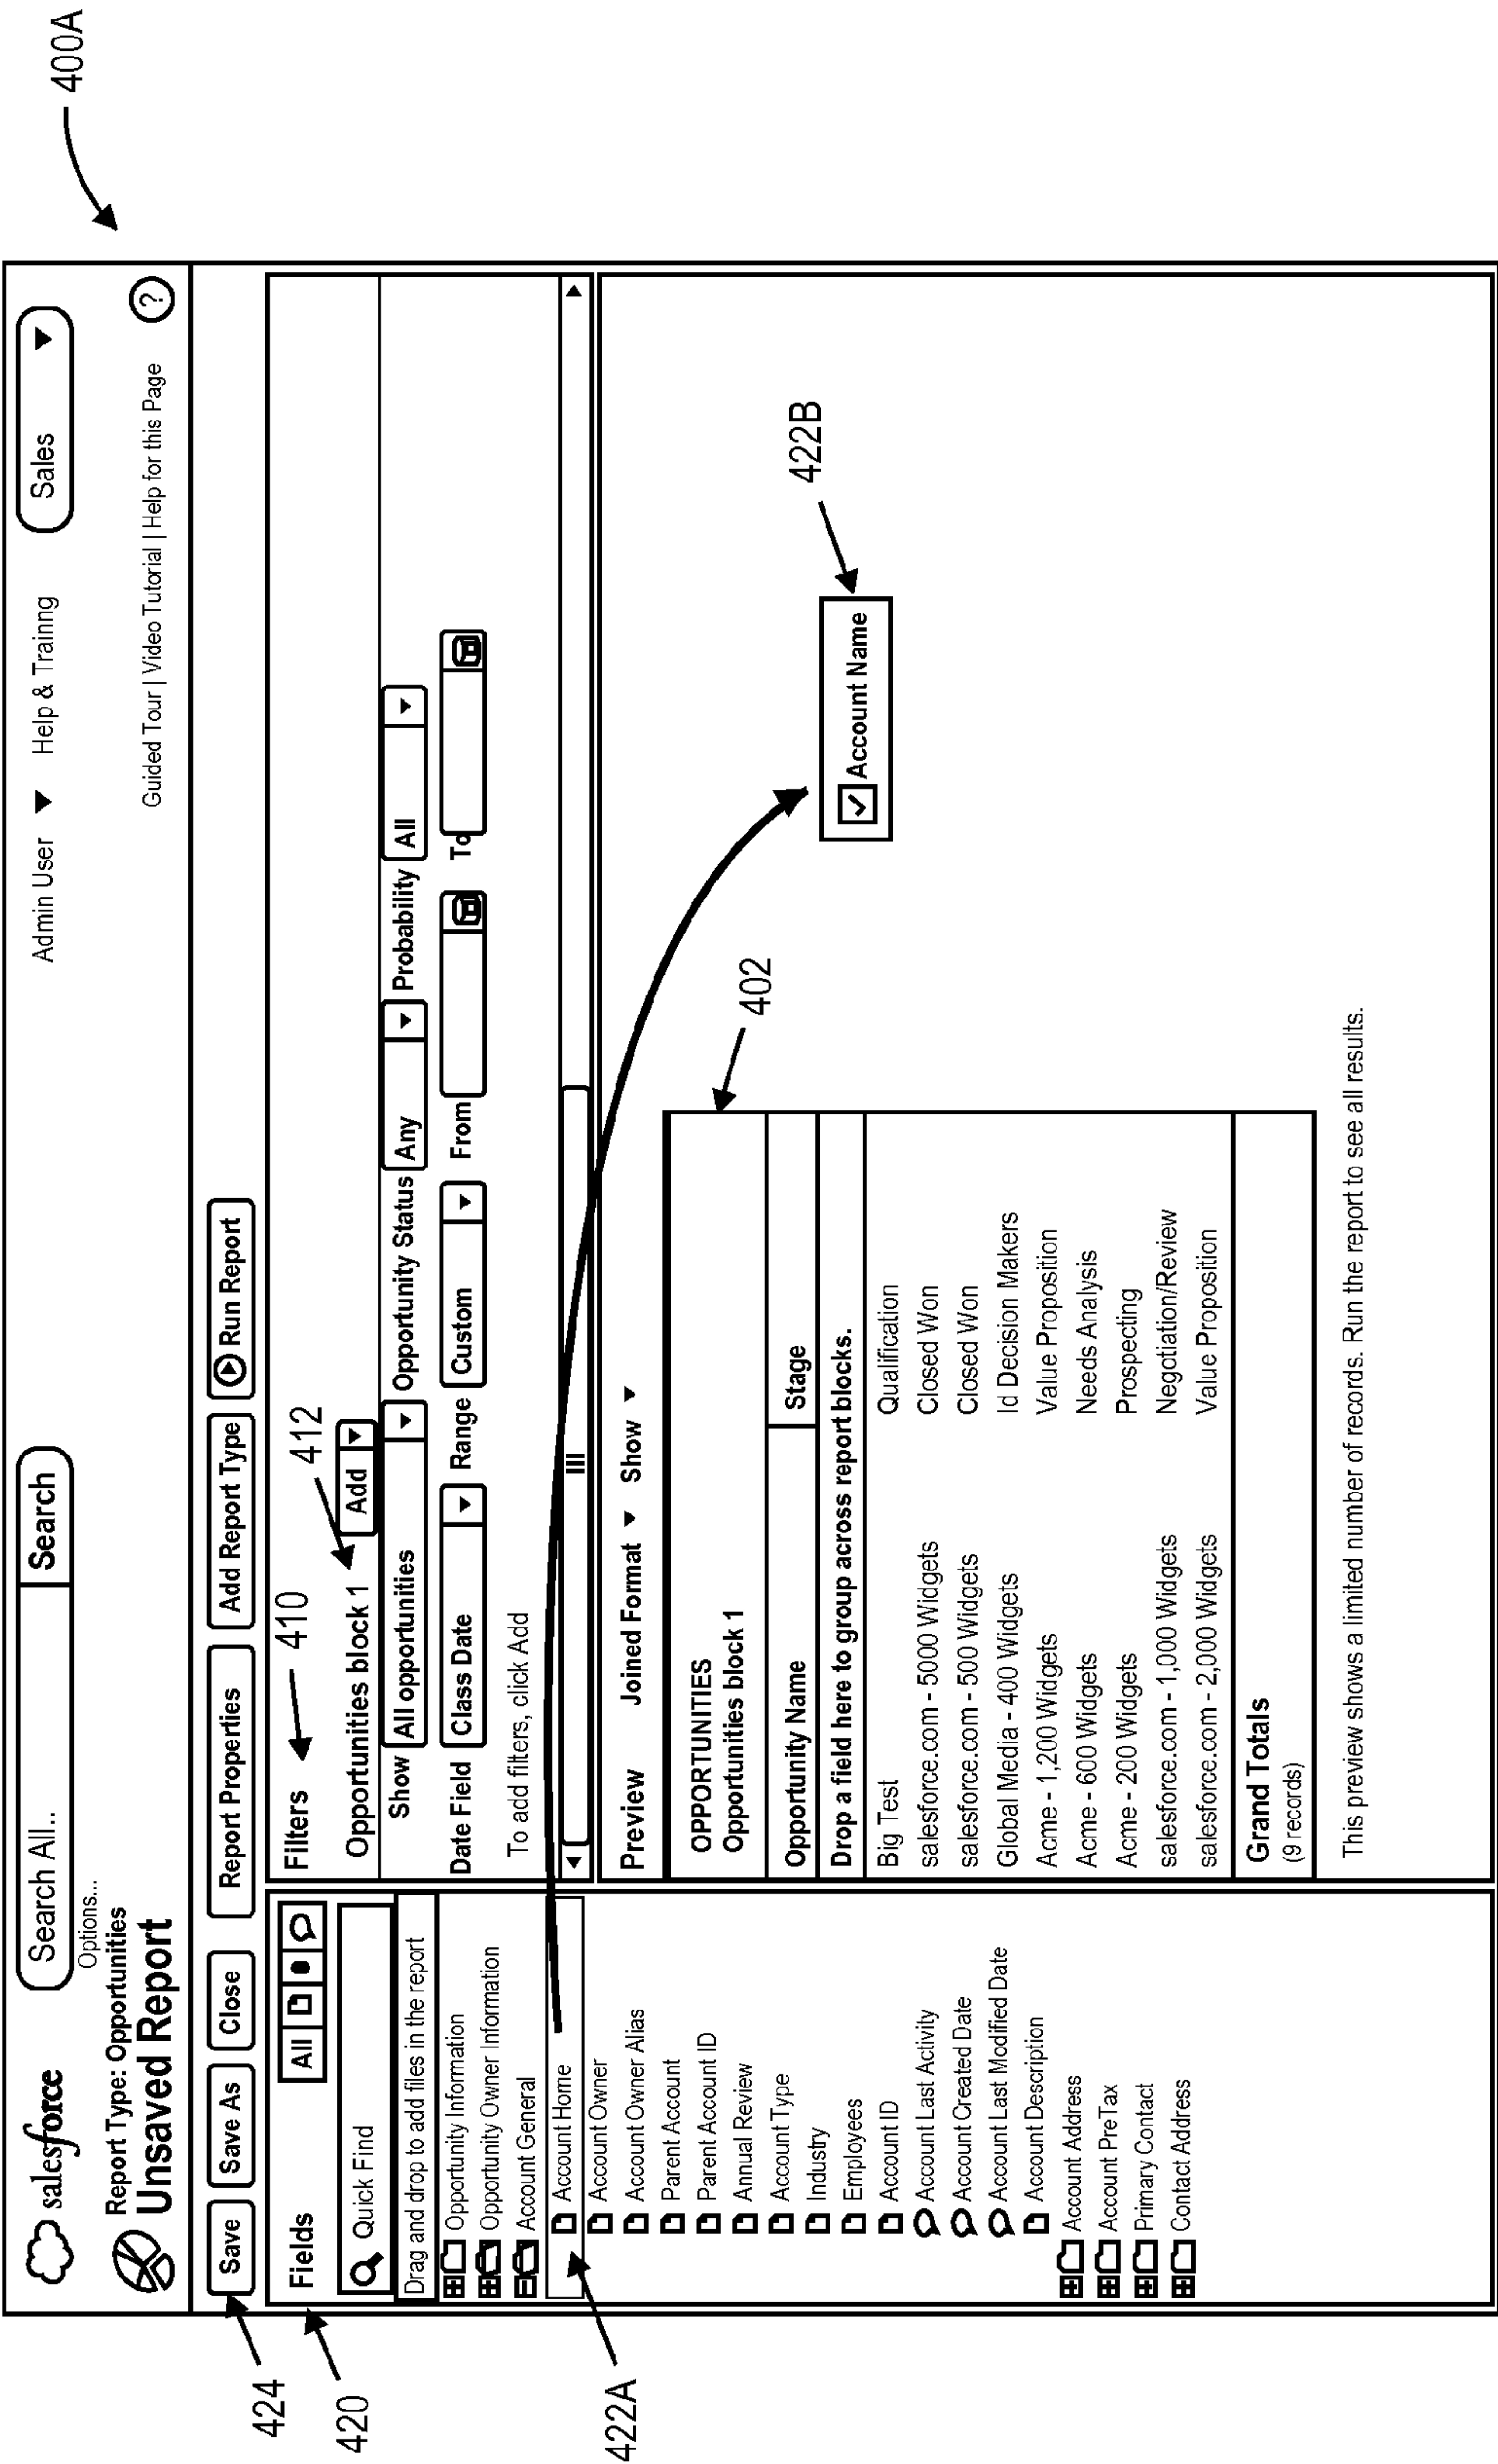 400A
salesforce
Search All...
Search
Options...
Admin User
Help & Trainng
Sales
Report Type: Opportunities
Unsaved Report
Guided Tour | Video Tutorial | Help for this Page
?
424
Save
Save As
Close
Report Properties
Add Report Type
Run Report
420
Fields
All
Quick Find
Drag and drop to add files in the report
Opportunity Information
Opportunity Owner Information
Account General
422A
Account Home
Account Owner
Account Owner Alias
Parent Account
Parent Account ID
Annual Review
Account Type
Industry
Employees
Account ID
Account Last Activity
Account Created Date
Account Last Modified Date
Account Description
Account Address
Account PreTax
Primary Contact
Contact Address
Filters
410
412
Opportunities block 1
Add
Show All opportunities Opportunity Status Any Probability All
Date Field Class Date Range Custom From To
To add filters, click Add
Preview Joined Format Show
402
OPPORTUNITIES
Opportunities block 1
Opportunity Name Stage
Drop a field here to group across report blocks.
Big Test Qualification
salesforce.com - 5000 Widgets Closed Won
salesforce.com - 500 Widgets Closed Won
Global Media - 400 Widgets Id Decision Makers
Acme - 1,200 Widgets Value Proposition
Acme - 600 Widgets Needs Analysis
Acme - 200 Widgets Prospecting
salesforce.com - 1,000 Widgets Negotiation/Review
salesforce.com - 2,000 Widgets Value Proposition
Grand Totals
(9 records)
This preview shows a limited number of records. Run the report to see all results.
422B
Account Name